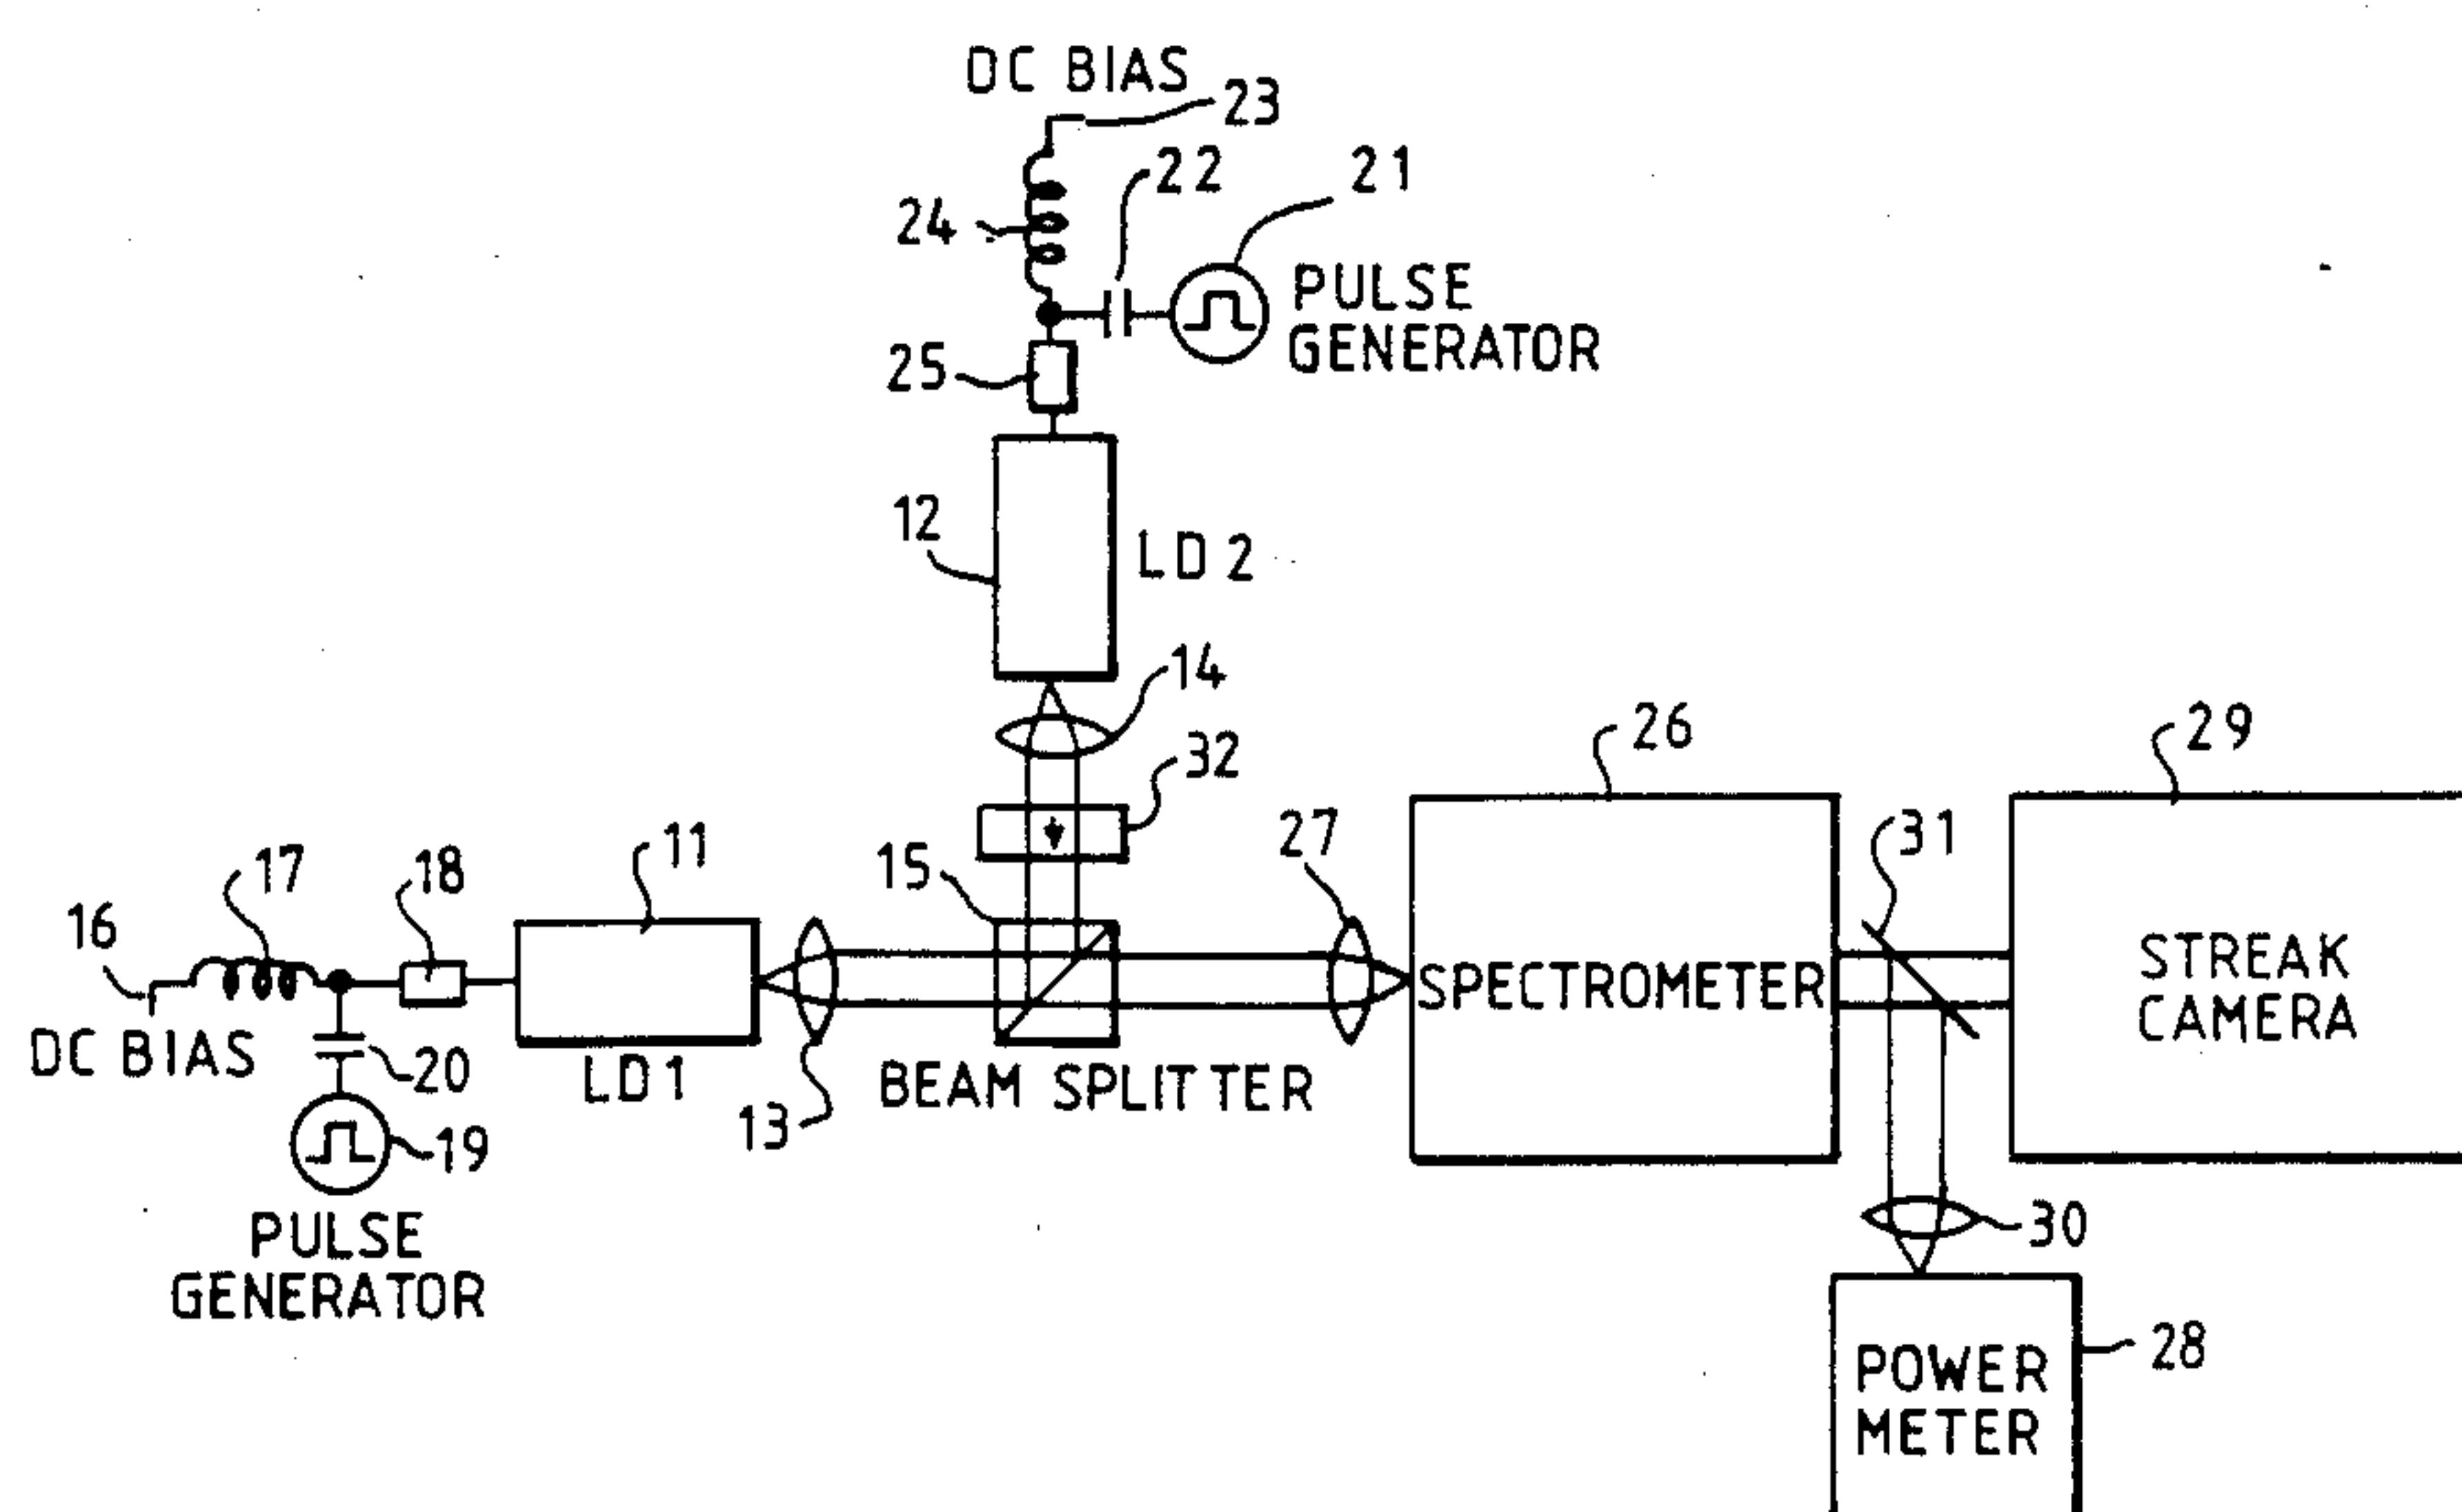 DC BIAS
23
22
21
24
PULSE
GENERATOR
25
12
LD 2
14
32
26
29
27
31
11
15
17
18
16
SPECTROMETER
STREAK
CAMERA
DC BIAS
20
LD1
BEAM SPLITTER
13
19
PULSE
GENERATOR
30
28
POWER
METER